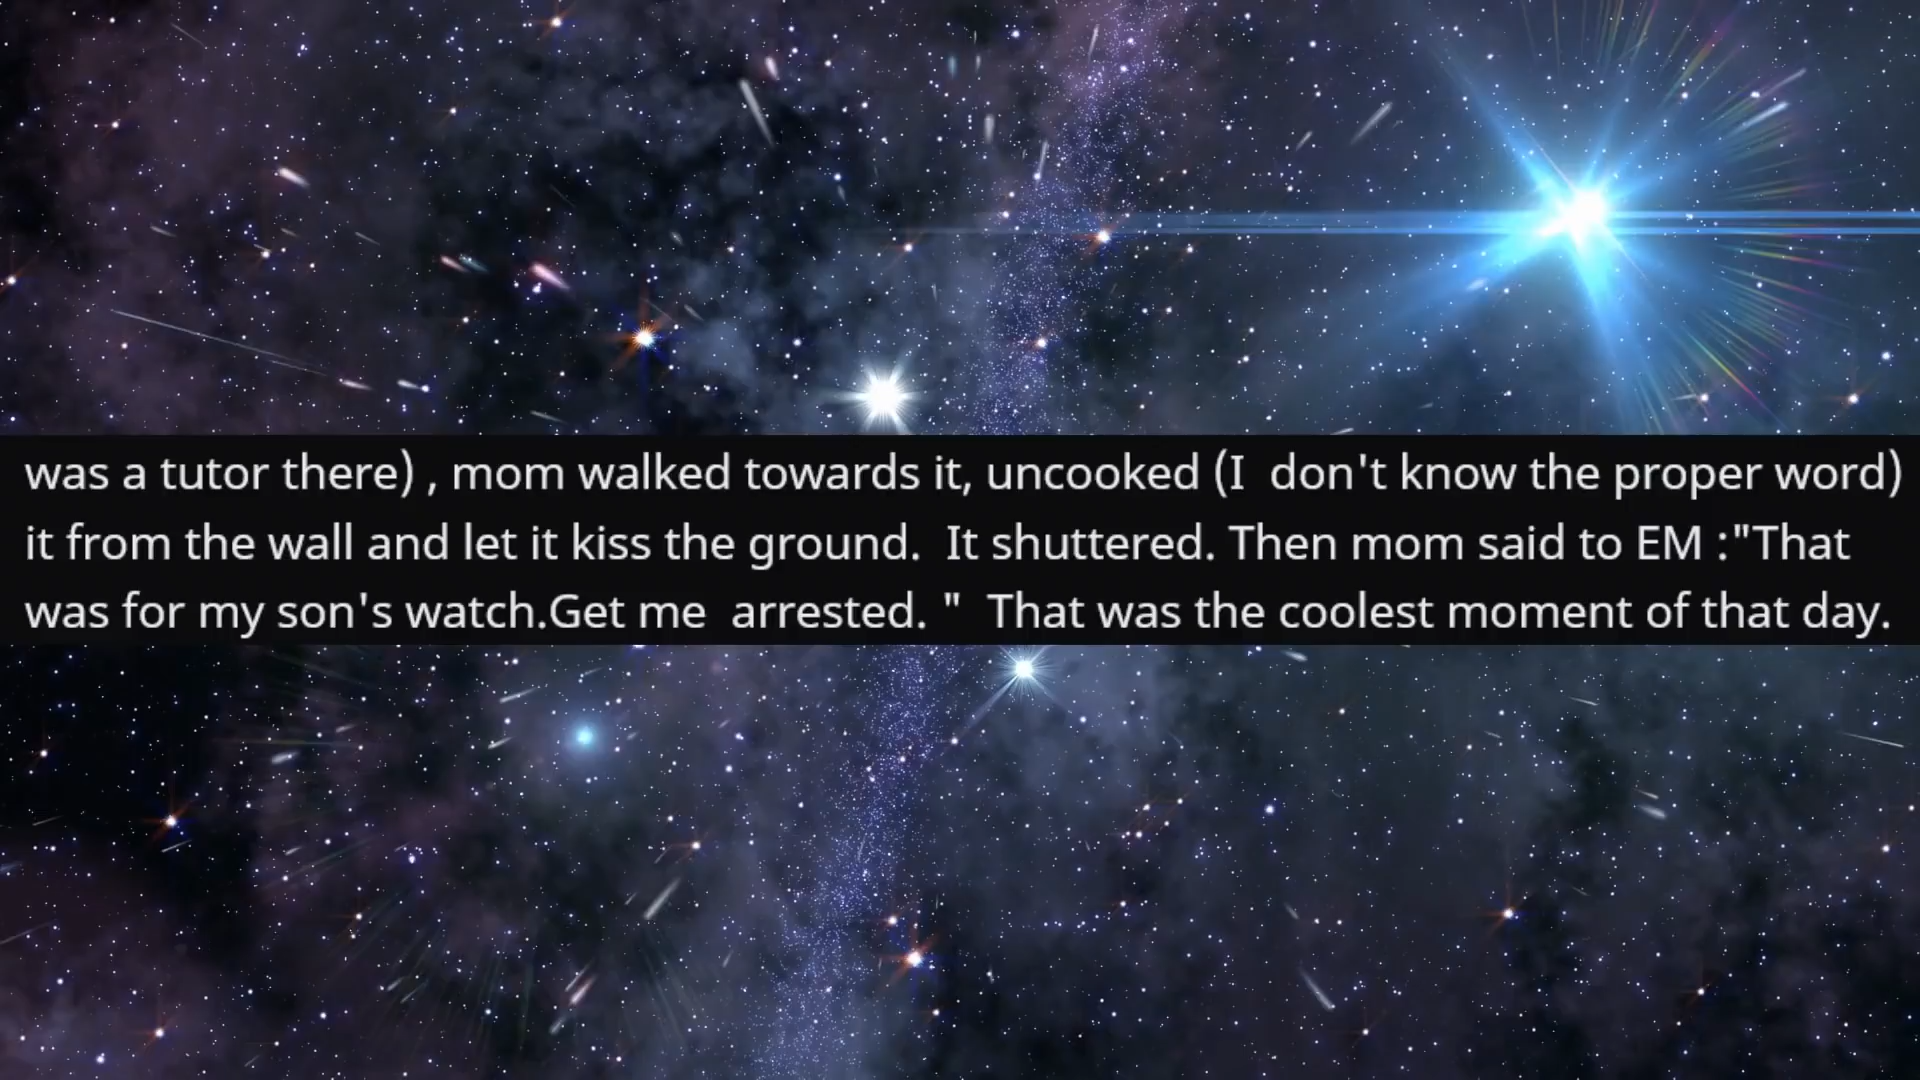 was a tutor there) , mom walked towards it, uncooked (I  don't know the proper word)
it from the wall and let it kiss the ground.  It shuttered. Then mom said to EM :"That
was for my son's watch.Get me  arrested. "  That was the coolest moment of that day.